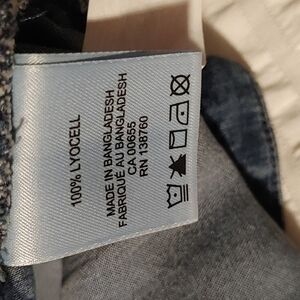 100% LYOCELL
MADE IN BANGLADESH
FABRIQUÉ AU BANGLADESH
CA 00655
RN 138760